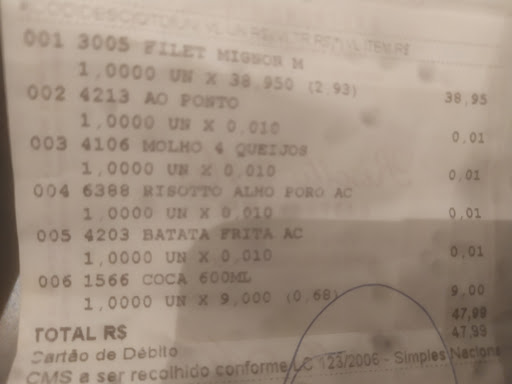 001 3005 FILET MIGNON M
1,0000 UN X 38,950 (2,93) 38,95
002 4213 AO PONTO
1,0000 UN X 0,010 0,01
003 4106 MOLHO 4 QUEIJOS
1,0000 UN X 0,010 0,01
004 6388 RISOTTO ALHO PORO AC
1,0000 UN X 0,010 0,01
005 4203 BATATA FRITA AC
1,0000 UN X 0,010 0,01
006 1566 COCA 600ML
1,0000 UN X 9,000 (0,68) 9,00
TOTAL R$ 47,99
Cartão de Débito 47,99
CMS a ser recolhido conforme LC 123/2006 - Simples Naciona